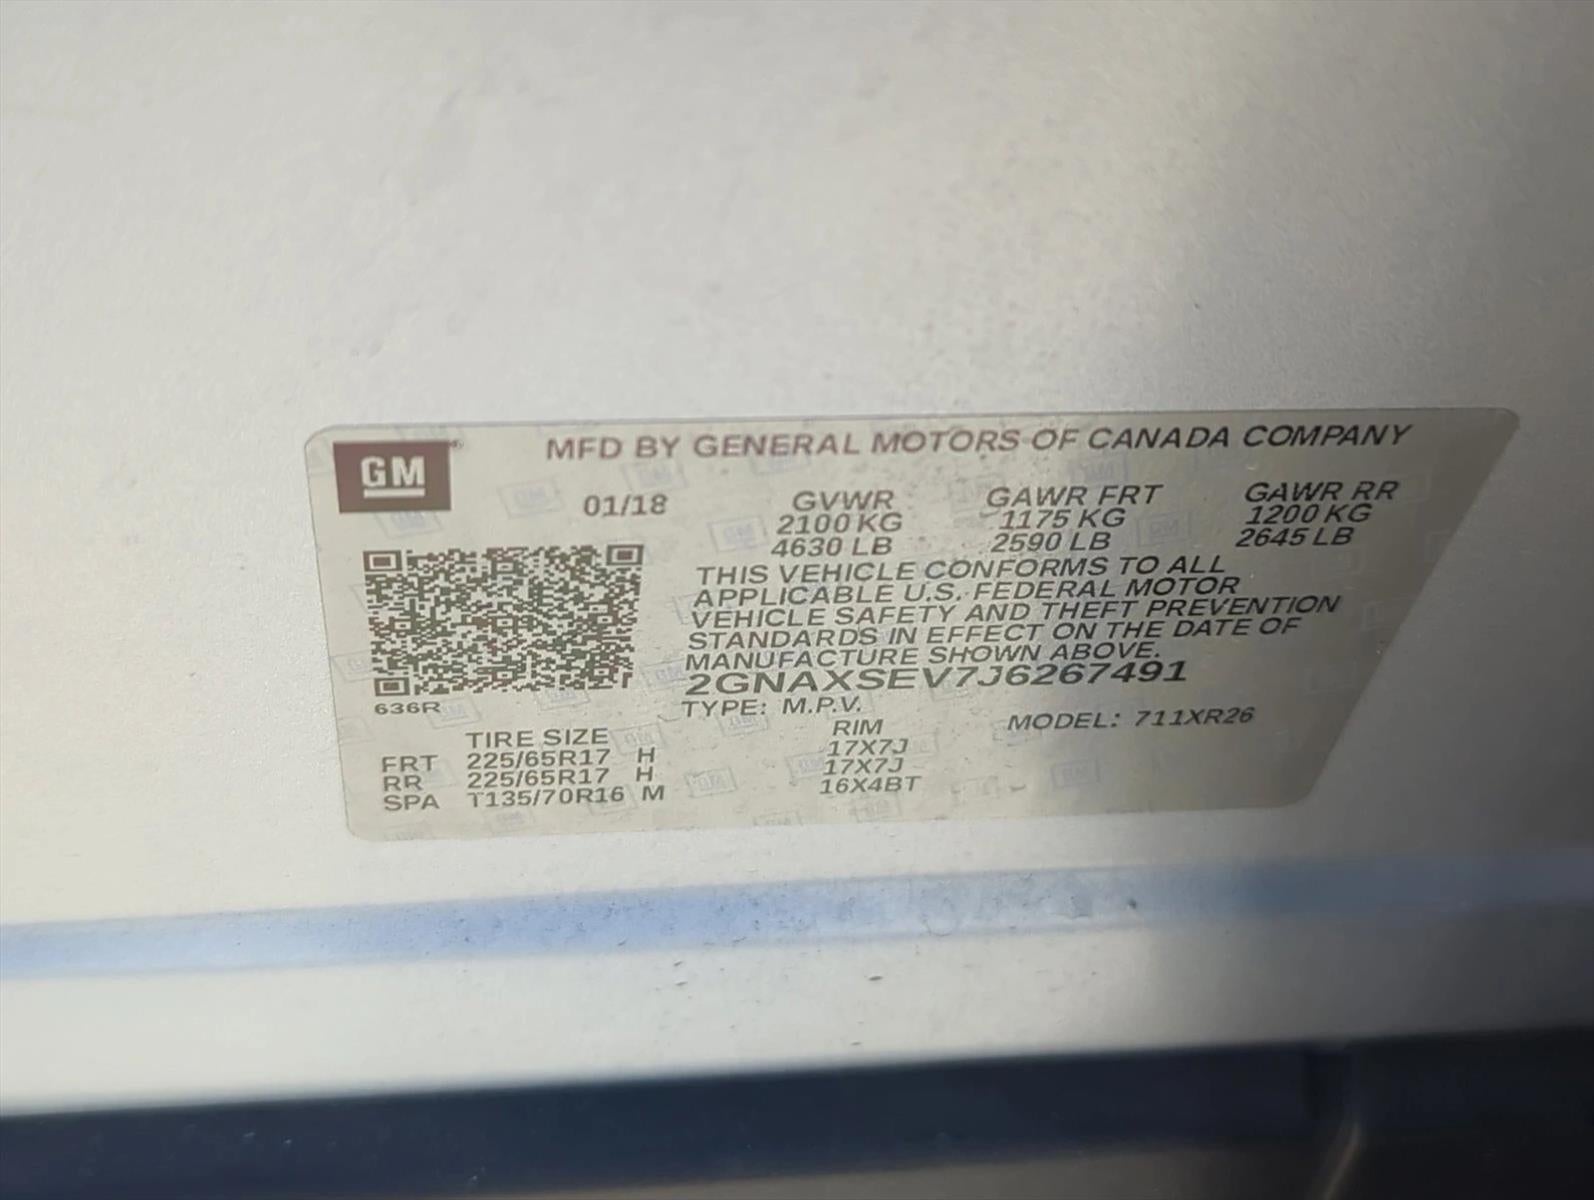 GM
MFD BY GENERAL MOTORS OF CANADA COMPANY
01/18 GVWR GAWR FRT GAWR RR
2100 KG 1175 KG 1200 KG
4630 LB 2590 LB 2645 LB
THIS VEHICLE CONFORMS TO ALL
APPLICABLE U.S. FEDERAL MOTOR
VEHICLE SAFETY AND THEFT PREVENTION
STANDARDS IN EFFECT ON THE DATE OF
MANUFACTURE SHOWN ABOVE.
2GNAXSEV7J6267491
636R
TYPE: M.P.V. MODEL: 711XR26
TIRE SIZE RIM
FRT 225/65R17 H 17X7J
RR 225/65R17 H 17X7J
SPA T135/70R16 M 16X4BT